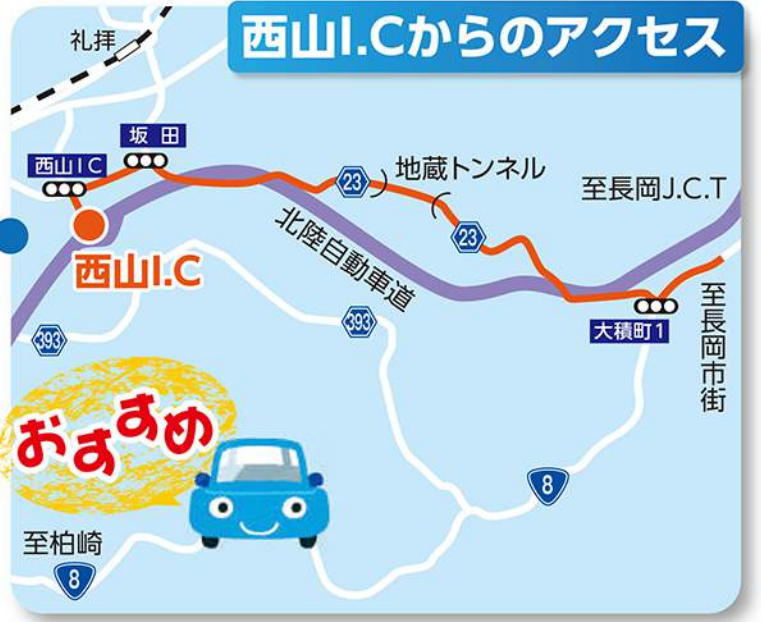 西山I.Cからのアクセス
礼拝
坂田
西山IC
西山I.C
23
地蔵トンネル
23
至長岡J.C.T
北陸自動車道
大積町1
至長岡市街
393
393
おすすめ
8
至柏崎
8